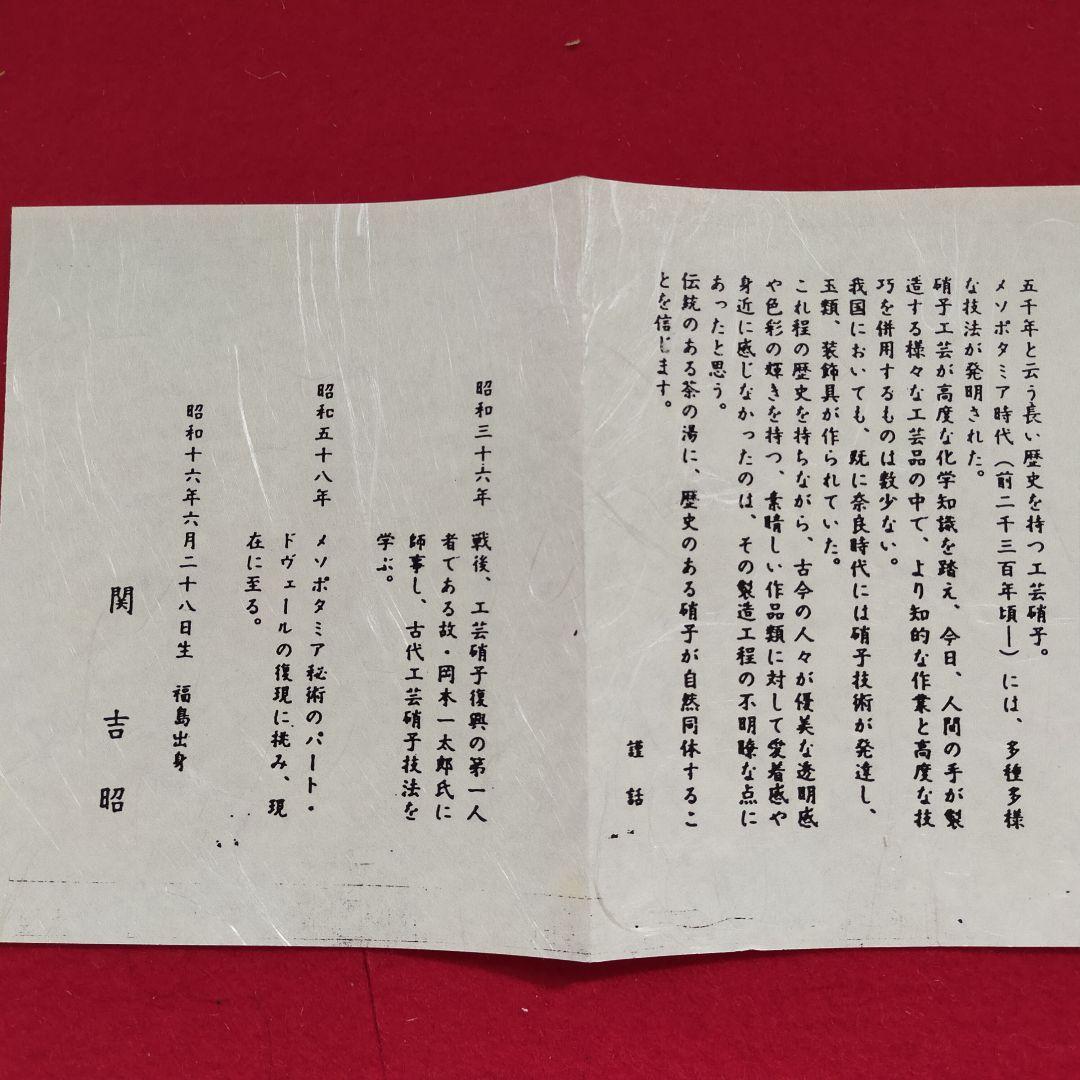 五千年と云う長い歴史を持つ工芸硝子。
メソポタミア時代(前二千三百年頃―)には、多種多様
な技法が発明された。
硝子工芸が高度な化学知識を踏え、今日、人間の手が製
造する様々な工芸品の中で、より知的な作業と高度な技
巧を併用するものは数少ない。
我国においても、既に奈良時代には硝子技術が発達し、
玉類、装飾具が作られていた。
これ程の歴史を持ちながら、古今の人々が優美な透明感
や色彩の輝きを持つ、素晴しい作品類に対して愛着感や
身近に感じなかったのは、その製造工程の不明瞭な点に
あったと思う。
伝統のある茶の湯に、歴史のある硝子が自然同体するこ
とを信じます。
謹話
昭和三十六年 戦後、工芸硝子復興の第一人
者である故・岡本一太郎氏に
師事し、古代工芸硝子技法を
学ぶ。
昭和五十八年 メソポタミア秘術のパート・
ドヴェールの復現に挑み、現
在に至る。
昭和十六年六月二十八日生 福島出身
関吉昭